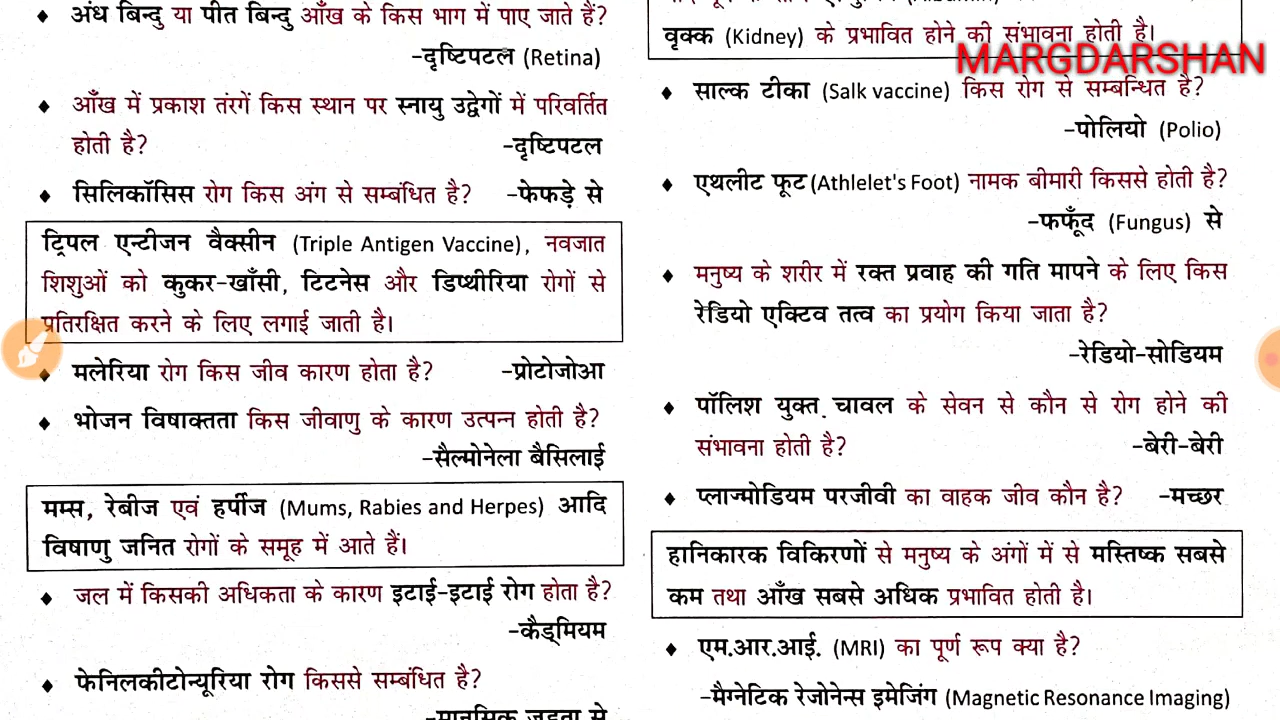 अंध बिन्दु या पीत बिन्दु आँख के किस भाग में पाए जाते हैं?
-दृष्टिपटल (Retina)
आँख में प्रकाश तरंगें किस स्थान पर स्नायु उद्वेगों में परिवर्तित
होती है? -दृष्टिपटल
सिलिकॉसिस रोग किस अंग से सम्बंधित है? -फेफड़े से
ट्रिपल एन्टीजन वैक्सीन (Triple Antigen Vaccine), नवजात
शिशुओं को कुकर-खाँसी, टिटनेस और डिप्थीरिया रोगों से
प्रतिरक्षित करने के लिए लगाई जाती है।
मलेरिया रोग किस जीव कारण होता है? -प्रोटोजोआ
भोजन विषाक्तता किस जीवाणु के कारण उत्पन्न होती है?
-सैल्मोनेला बैसिलाई
मम्स, रेबीज एवं हर्पीज (Mums, Rabies and Herpes) आदि
विषाणु जनित रोगों के समूह में आते हैं।
जल में किसकी अधिकता के कारण इटाई-इटाई रोग होता है?
-कैड्मियम
फेनिलकीटोन्यूरिया रोग किससे सम्बंधित है?
-मानसिक जड़ता से
वृक्क (Kidney) के प्रभावित होने की संभावना होती है।
MARGDARSHAN
साल्क टीका (Salk vaccine) किस रोग से सम्बन्धित है?
-पोलियो (Polio)
एथलीट फूट (Athlelet's Foot) नामक बीमारी किससे होती है?
-फफूँद (Fungus) से
मनुष्य के शरीर में रक्त प्रवाह की गति मापने के लिए किस
रेडियो एक्टिव तत्व का प्रयोग किया जाता है?
-रेडियो-सोडियम
पॉलिश युक्त चावल के सेवन से कौन से रोग होने की
संभावना होती है? -बेरी-बेरी
प्लाज्मोडियम परजीवी का वाहक जीव कौन है? -मच्छर
हानिकारक विकिरणों से मनुष्य के अंगों में से मस्तिष्क सबसे
कम तथा आँख सबसे अधिक प्रभावित होती है।
एम.आर.आई. (MRI) का पूर्ण रूप क्या है?
-मैग्नेटिक रेजोनेन्स इमेजिंग (Magnetic Resonance Imaging)